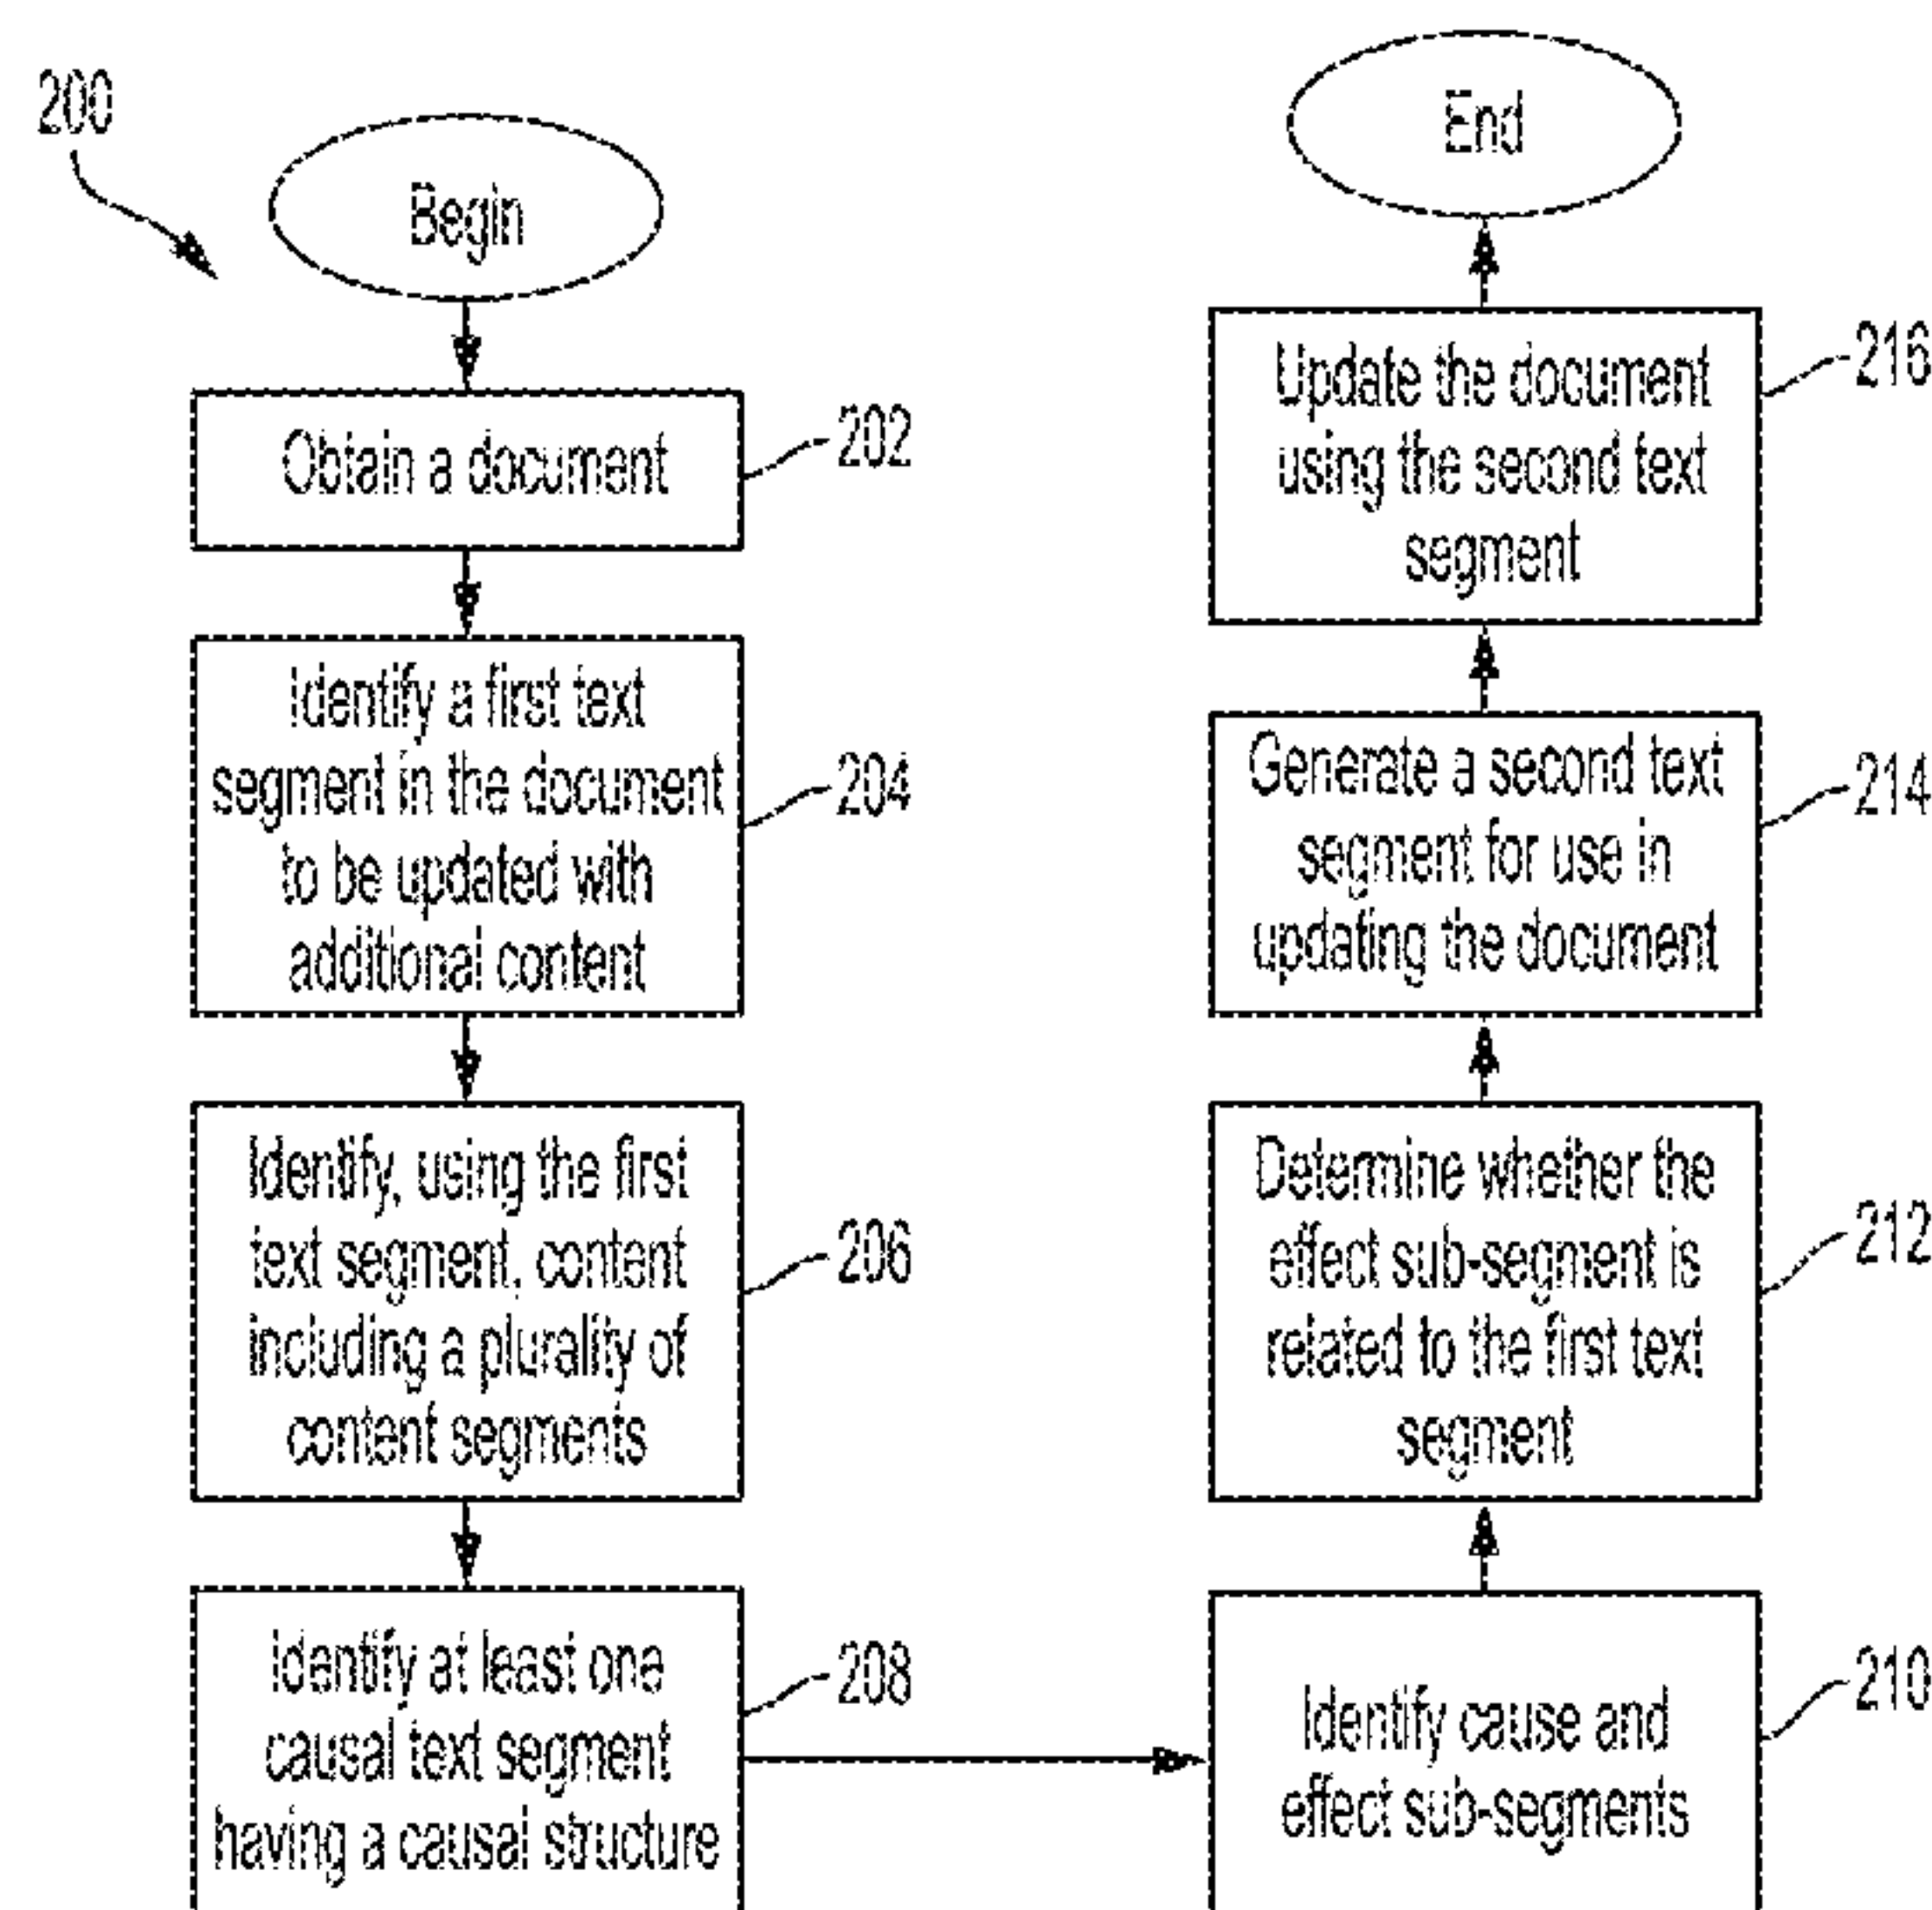 200
Begin
Obtain a document
202
Identify a first text
segment in the document
to be updated with
additional content
204
Identify, using the first
text segment, content
including a plurality of
content segments
206
Identify at least one
causal text segment
having a causal structure
208
Identify cause and
effect sub-segments
210
Determine whether the
effect sub-segment is
related to the first text
segment
212
Generate a second text
segment for use in
updating the document
214
Update the document
using the second text
segment
216
End